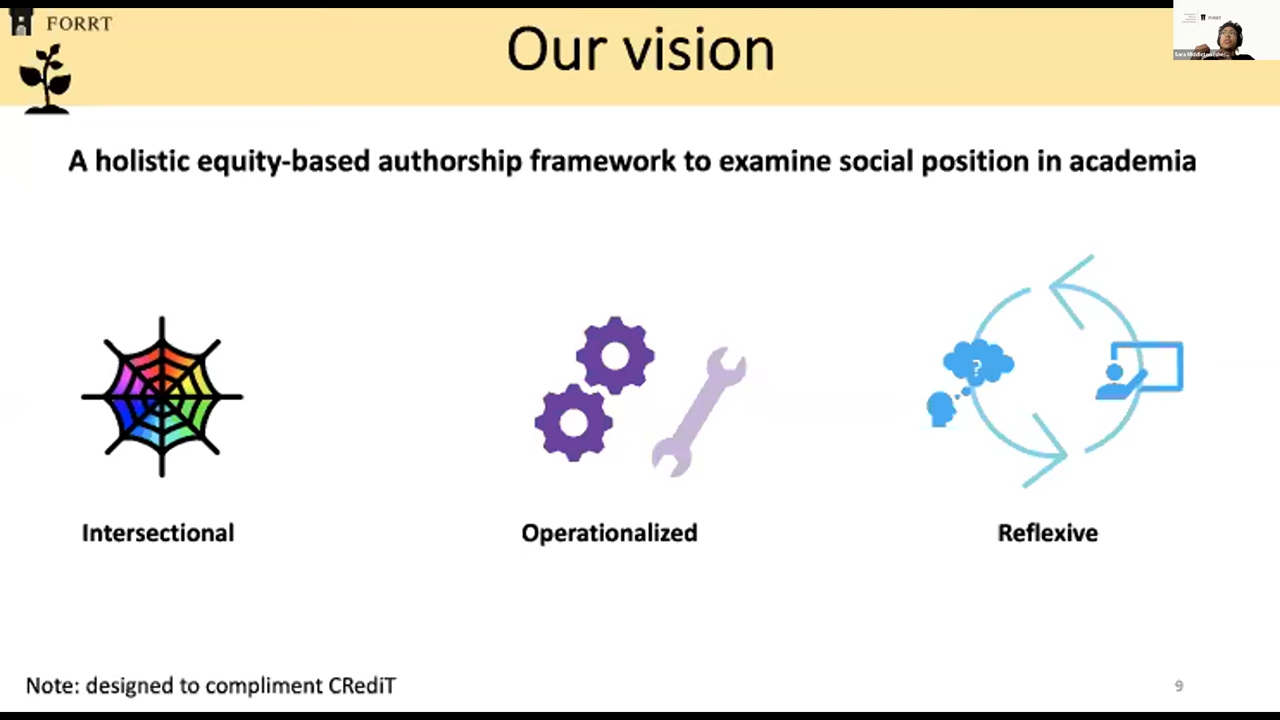 FORRT
Our vision
A holistic equity-based authorship framework to examine social position in academia
?
Intersectional
Operationalized
Reflexive
Note: designed to compliment CRediT
9